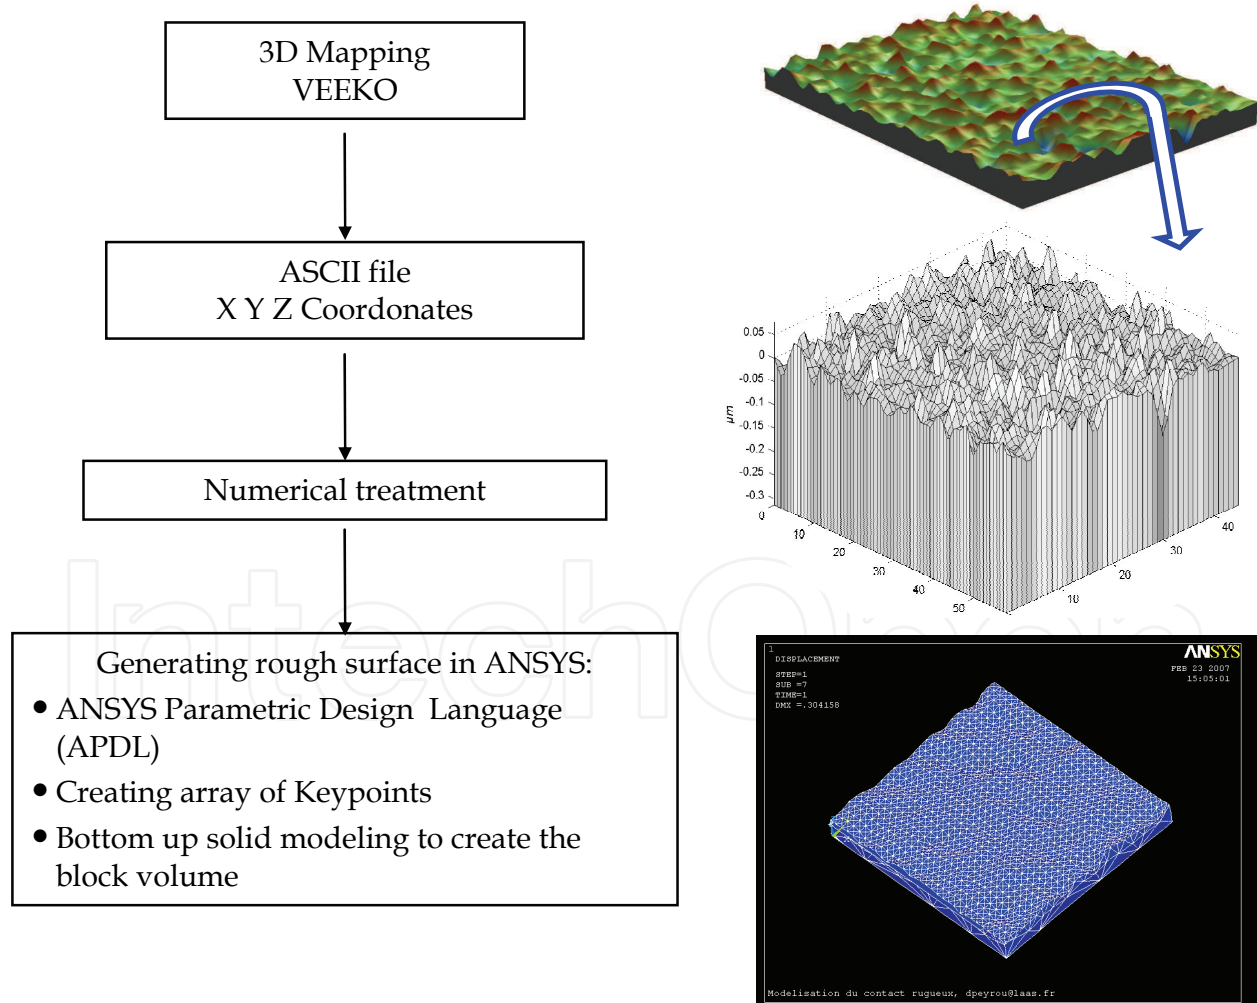 3D Mapping
VEEKO
ASCII file
X Y Z Coordonates
Numerical treatment
Generating rough surface in ANSYS:
• ANSYS Parametric Design Language
(APDL)
• Creating array of Keypoints
• Bottom up solid modeling to create the
block volume
0.05
0
-0.05
-0.1
-0.15
-0.2
-0.25
-0.3
µm
0
10
20
30
40
50
10
20
30
40
1
DISPLACEMENT
STEP=1
SUB =7
TIME=1
DMX =.304158
ANSYS
FEB 23 2007
15:05:01
Modelisation du contact rugueux, dpeyrou@laas.fr